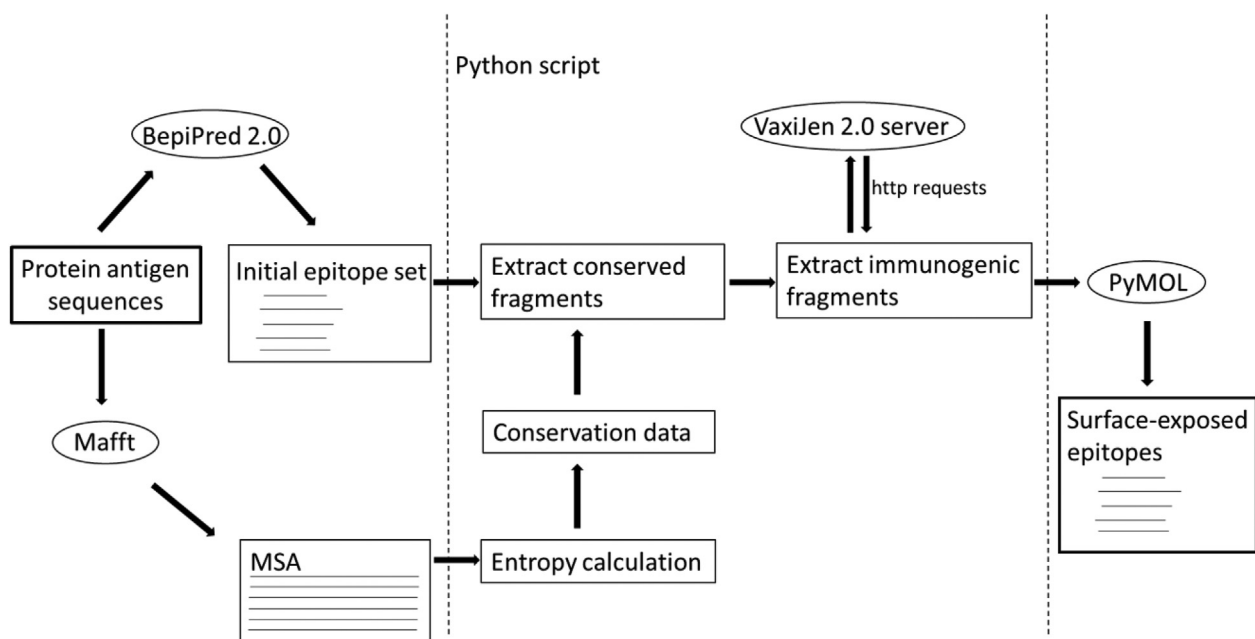 Python script
BepiPred 2.0
VaxiJen 2.0 server
http requests
Protein antigen
sequences
Initial epitope set
Extract conserved
fragments
Extract immunogenic
fragments
PyMOL
Mafft
Conservation data
Surface-exposed
epitopes
MSA
Entropy calculation